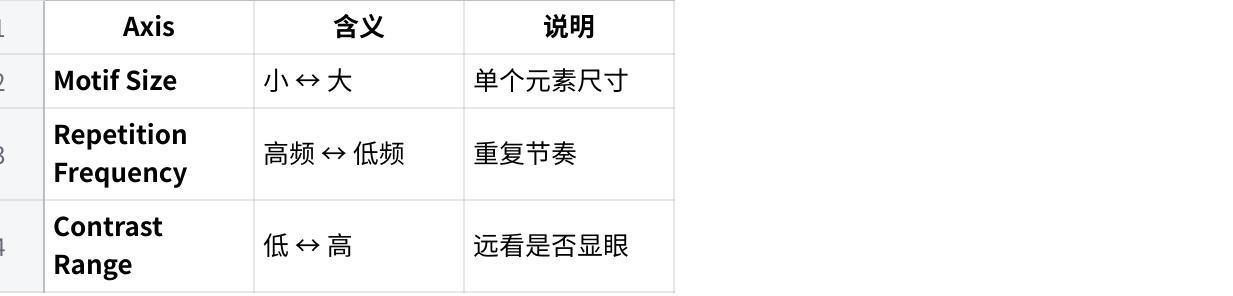 Axis 含义 说明
2 Motif Size 小 ↔ 大 单个元素尺寸
3 Repetition Frequency 高频 ↔ 低频 重复节奏
4 Contrast Range 低 ↔ 高 远看是否显眼